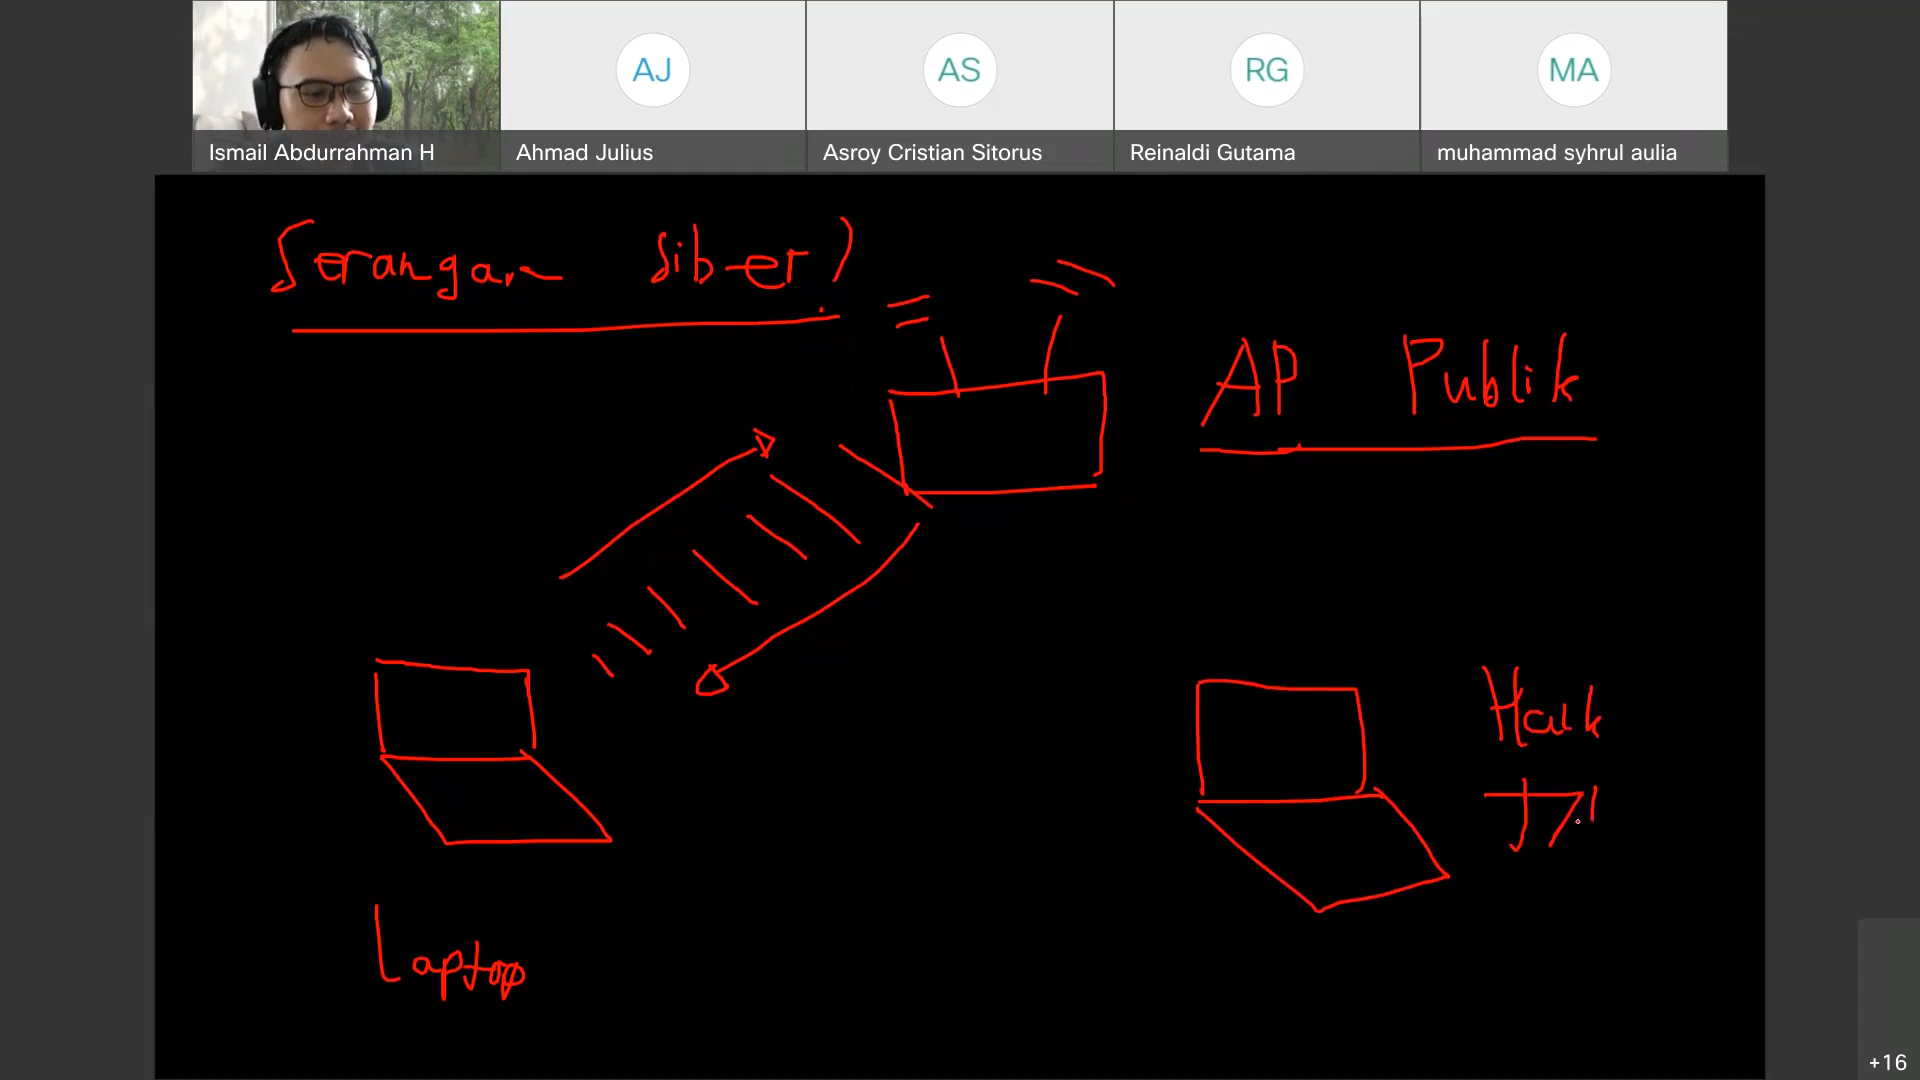 AJ
AS
RG
MA
Ismail Abdurrahman H
Ahmad Julius
Asroy Cristian Sitorus
Reinaldi Gutama
muhammad syhrul aulia
Serangan siber?
AP Publik
Laptop
+16